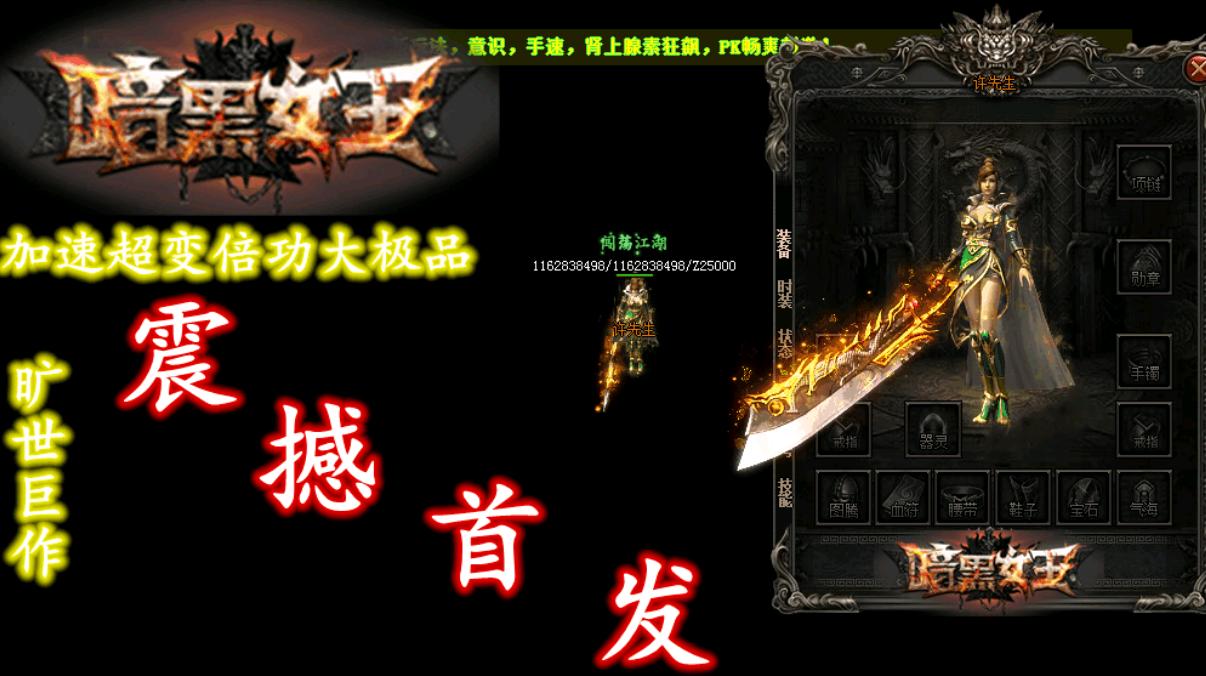 ，意识，手速，肾上腺素狂飙，PK畅爽
暗黑女王
加速超变倍功大极品
旷世巨作
震撼首发
闯荡江湖
1162838498/1162838498/Z25000
许先生
许先生
装备
时装
状态
技能
项链
勋章
手镯
戒指
器灵
戒指
图腾
血符
腰带
鞋子
宝石
气海
暗黑女王